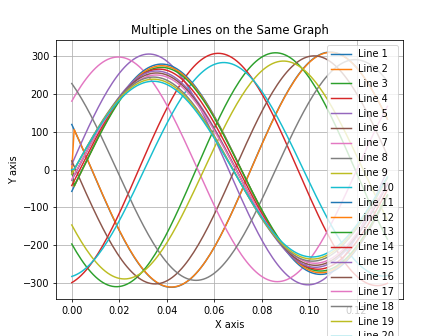 Multiple Lines on the Same Graph
Y axis
300
200
100
0
−100
−200
−300
0.00
0.02
0.04
0.06
0.08
0.10
X axis
Line 1
Line 2
Line 3
Line 4
Line 5
Line 6
Line 7
Line 8
Line 9
Line 10
Line 11
Line 12
Line 13
Line 14
Line 15
Line 16
Line 17
Line 18
Line 19
Line 20